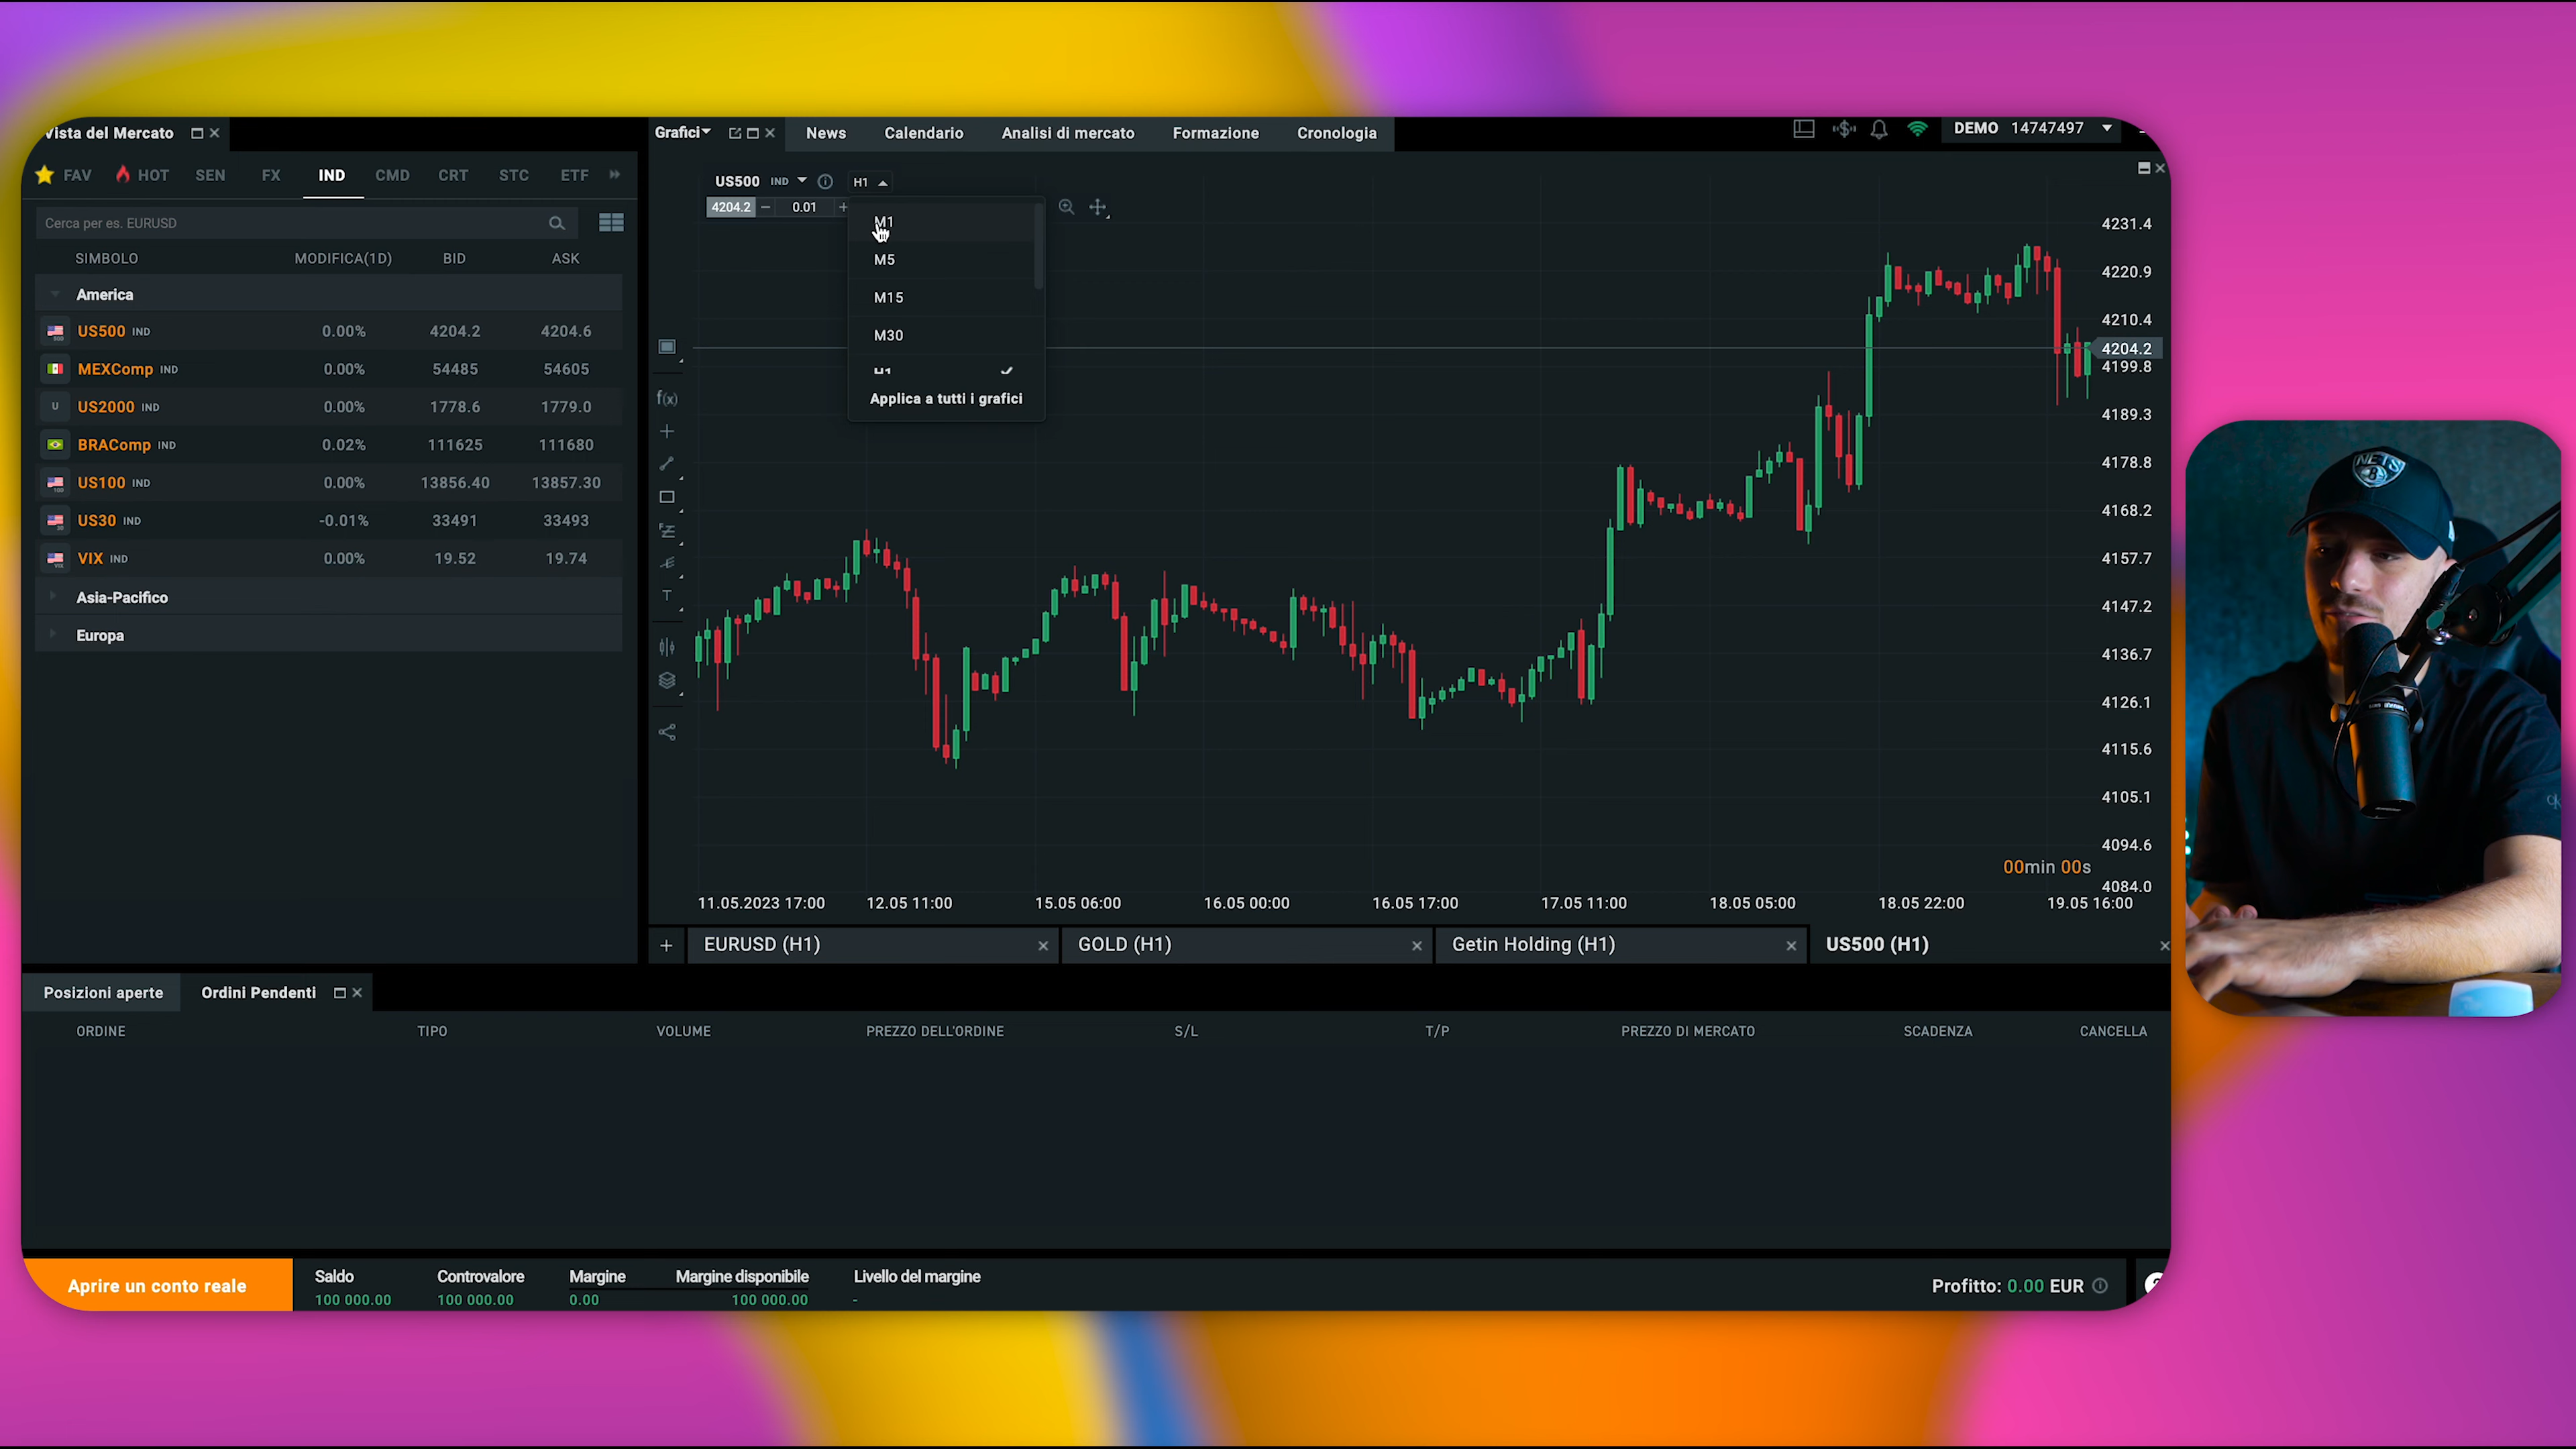 Vista del Mercato
FAV HOT SEN FX IND CMD CRT STC ETF
Cerca per es. EURUSD
SIMBOLO MODIFICA(1D) BID ASK
America
US500 IND 0.00% 4204.2 4204.6
MEXComp IND 0.00% 54485 54605
US2000 IND 0.00% 1778.6 1779.0
BRAComp IND 0.02% 111625 111680
US100 IND 0.00% 13856.40 13857.30
US30 IND -0.01% 33491 33493
VIX IND 0.00% 19.52 19.74
Asia-Pacifico
Europa
Grafici News Calendario Analisi di mercato Formazione Cronologia
DEMO 14747497
US500 IND H1
4204.2 − 0.01 +
M1
M5
M15
M30
H1
Applica a tutti i grafici
f(x)
T
4231.4
4220.9
4210.4
4204.2
4199.8
4189.3
4178.8
4168.2
4157.7
4147.2
4136.7
4126.1
4115.6
4105.1
4094.6
4084.0
00min 00s
11.05.2023 17:00 12.05 11:00 15.05 06:00 16.05 00:00 16.05 17:00 17.05 11:00 18.05 05:00 18.05 22:00 19.05 16:00
+ EURUSD (H1) GOLD (H1) Getin Holding (H1) US500 (H1)
NETS
B
Posizioni aperte Ordini Pendenti
ORDINE TIPO VOLUME PREZZO DELL'ORDINE S/L T/P PREZZO DI MERCATO SCADENZA CANCELLA
Aprire un conto reale
Saldo Controvalore Margine Margine disponibile Livello del margine
100 000.00 100 000.00 0.00 100 000.00 -
Profitto: 0.00 EUR